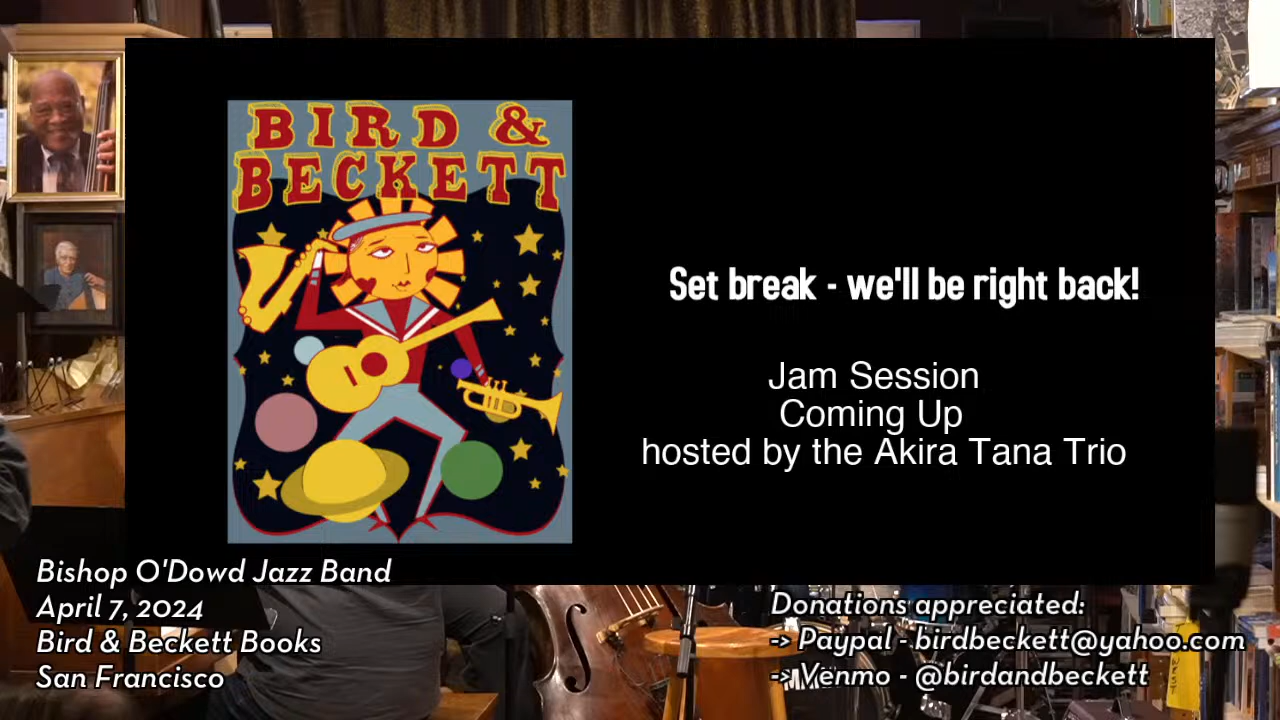 BIRD &
BECKETT
Set break - we'll be right back!
Jam Session
Coming Up
hosted by the Akira Tana Trio
Bishop O'Dowd Jazz Band
April 7, 2024
Bird & Beckett Books
San Francisco
Donations appreciated:
-> Paypal - birdbeckett@yahoo.com
-> Venmo - @birdandbeckett